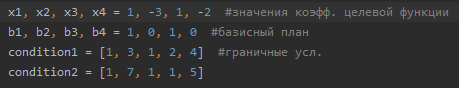 x1, x2, x3, x4 = 1, -3, 1, -2  #значения коэфф. целевой функции
b1, b2, b3, b4 = 1, 0, 1, 0 #базисный план
condition1 = [1, 3, 1, 2, 4]  #граничные усл.
condition2 = [1, 7, 1, 1, 5]